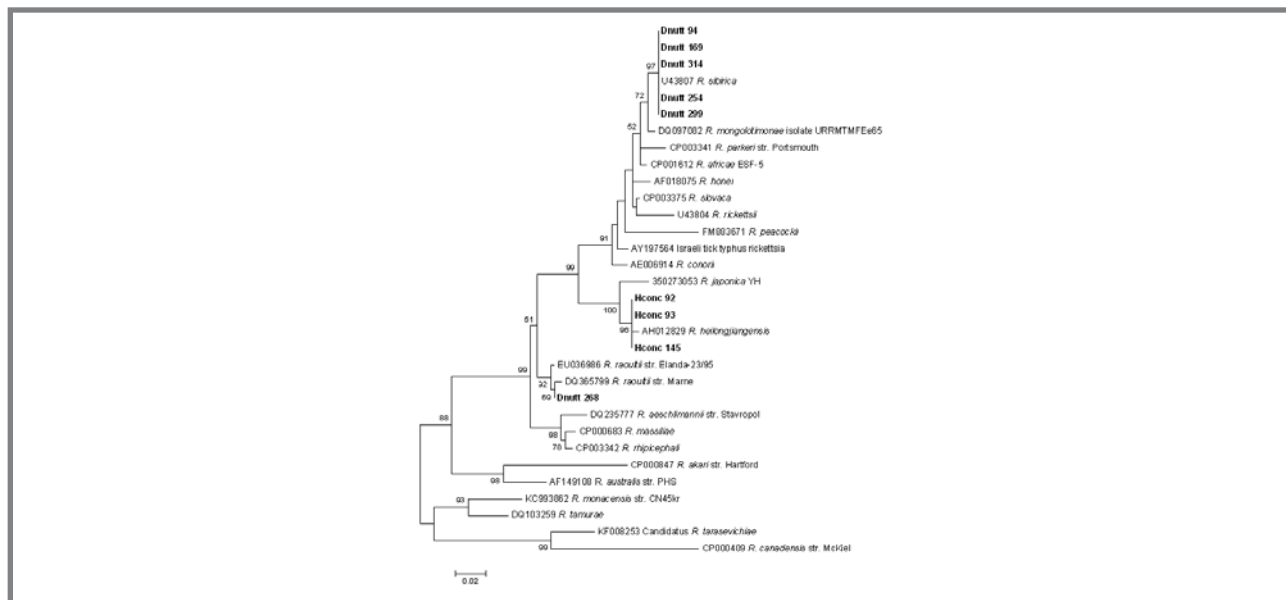 Dnutt 94
Dnutt 169
97
Dnutt 314
U43807 R. sibirica
72
Dnutt 254
Dnutt 299
52
DQ097082 R. mongolotimonae isolate URRMTMFEe65
CP003341 R. parkeri str. Portsmouth
CP001612 R. africae ESF-5
AF018075 R. honei
CP003375 R. slovaca
U43804 R. rickettsii
FM883671 R. peacockii
91
AY197564 Israeli tick typhus rickettsia
AE006914 R. conorii
99
350273053 R. japonica YH
Hconc 92
100
Hconc 93
96
AH012829 R. heilongjiangensis
51
Hconc 145
EU036986 R. raoultii str. Elanda-23/95
99
92
DQ365799 R. raoultii str. Marne
69
Dnutt 268
88
DQ235777 R. aeschlimannii str. Stavropol
98
CP000683 R. massiliae
78
CP003342 R. rhipicephali
CP000847 R. akari str. Hartford
98
AF149108 R. australis str. PHS
93
KC993862 R. monacensis str. CN45kr
DQ103259 R. tamurae
KF008253 Candidatus R. tarasevichiae
99
CP000409 R. canadensis str. McKiel
0.02